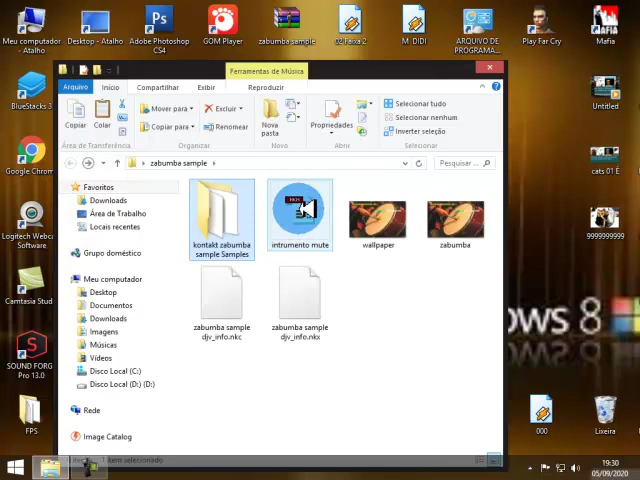 Meu computador - Atalho
Desktop - Atalho
Adobe Photoshop CS4
GOM Player
zabumba sample
02 Faixa 2
M DIDI
ARQUIVO DE PROGRAMA...
Play Far Cry
Mafia
BlueStacks 3
Google Chrom
Logitech Webc Software
Camtasia Stud
SOUND FORG Pro 13.0
FPS
Untitled
cats 01 E
9999999999
000
Lixeira
Ferramentas de Música
Arquivo
Início
Compartilhar
Exibir
Reproduzir
Copiar
Colar
Mover para
Copiar para
Excluir
Renomear
Nova pasta
Propriedades
Selecionar tudo
Selecionar nenhum
Inverter seleção
Área de Transferência
Organizar
Novo
Abrir
Selecionar
zabumba sample
Pesquisar ...
Favoritos
Downloads
Área de Trabalho
Locais recentes
Grupo doméstico
Meu computador
Desktop
Documentos
Downloads
Imagens
Músicas
Vídeos
Disco Local (C:)
Disco Local (D:) (D:)
Rede
Image Catalog
kontakt zabumba sample Samples
intrumento mute
wallpaper
zabumba
zabumba sample djv_info.nkc
zabumba sample djv_info.nkx
ows 8
19:30
05/09/2020